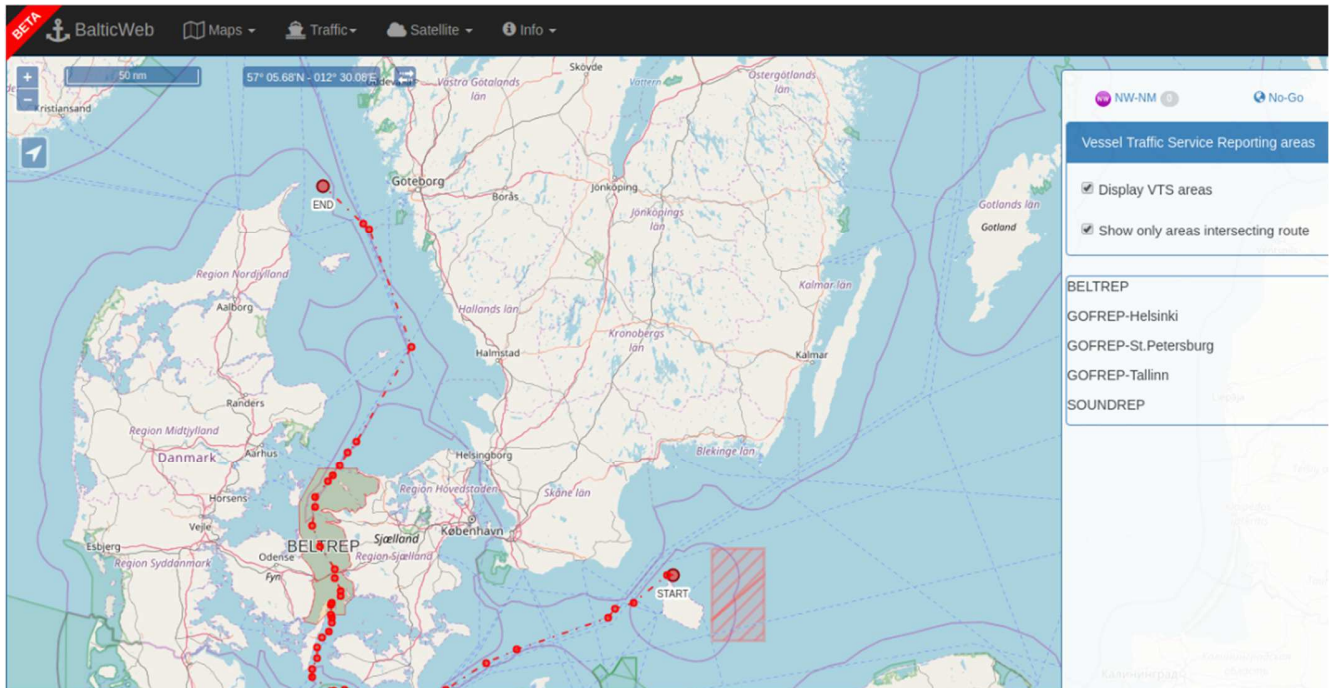 BETA
BalticWeb Maps Traffic Satellite Info
+
50 nm
57° 05.68'N - 012° 30.08'E
−
Kristiansand
Skövde
Västra Götalands
län
Vättern
Östergötlands
län
NW-NM 0
No-Go
Vessel Traffic Service Reporting areas
Display VTS areas
Show only areas intersecting route
BELTREP
GOFREP-Helsinki
GOFREP-St.Petersburg
GOFREP-Tallinn
SOUNDREP
Göteborg
Borås
Jönköping
Jönköpings
län
END
Gotlands län
Gotland
Region Nordjylland
Aalborg
Hallands län
Kalmar län
Kronobergs
län
Halmstad
Kalmar
Randers
Region Midtjylland
Danmark
Aarhus
Helsingborg
Blekinge län
Horsens
Region Hovedstaden
Skåne län
Vejle
København
Sjælland
Esbjerg
BELTREP
Region Syddanmark
Odense
Region Sjælland
Fyn
START
Калининград